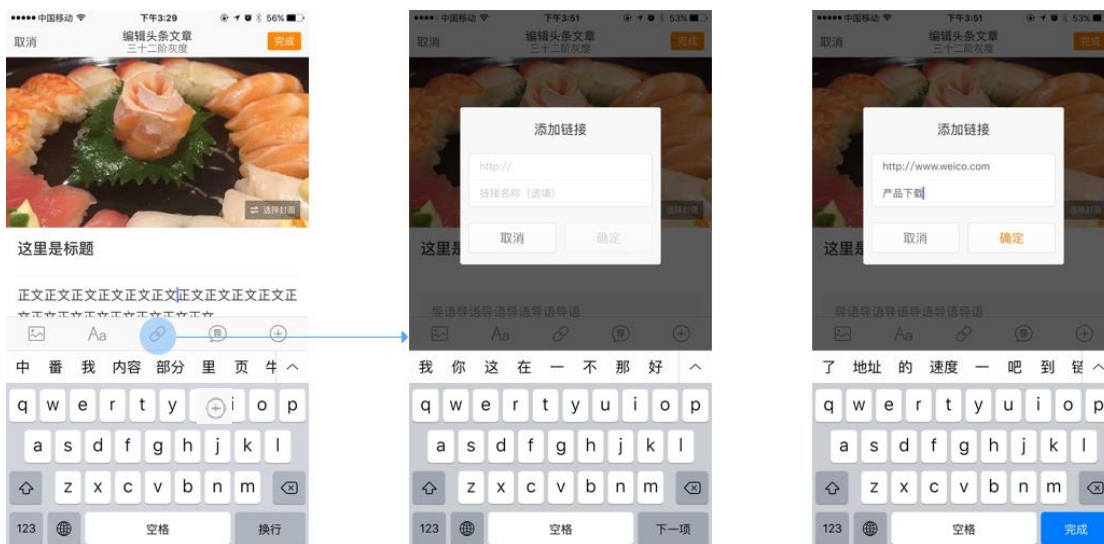 中国移动 下午3:29 56%
取消 编辑头条文章 完成
三十二阶灰度
选择封面
这里是标题
正文正文正文正文正文正文正文正文正文正文正
Aa
中 番 我 内容 部分 里 页 牛
q w e r t y i o p
a s d f g h j k l
z x c v b n m
123 空格 换行
中国移动 下午3:51 53%
取消 编辑头条文章 完成
三十二阶灰度
添加链接
http://
链接名称（选填）
取消 确定
这里是
导语导语导语导语导语导语
Aa
我 你 这 在 一 不 那 好
q w e r t y u i o p
a s d f g h j k l
z x c v b n m
123 空格 下一项
中国移动 下午3:51 53%
取消 编辑头条文章 完成
三十二阶灰度
添加链接
http://www.weico.com
产品下载
取消 确定
这里是
导语导语导语导语导语导语
Aa
了 地址 的 速度 一 吧 到 链
q w e r t y u i o p
a s d f g h j k l
z x c v b n m
123 空格 完成